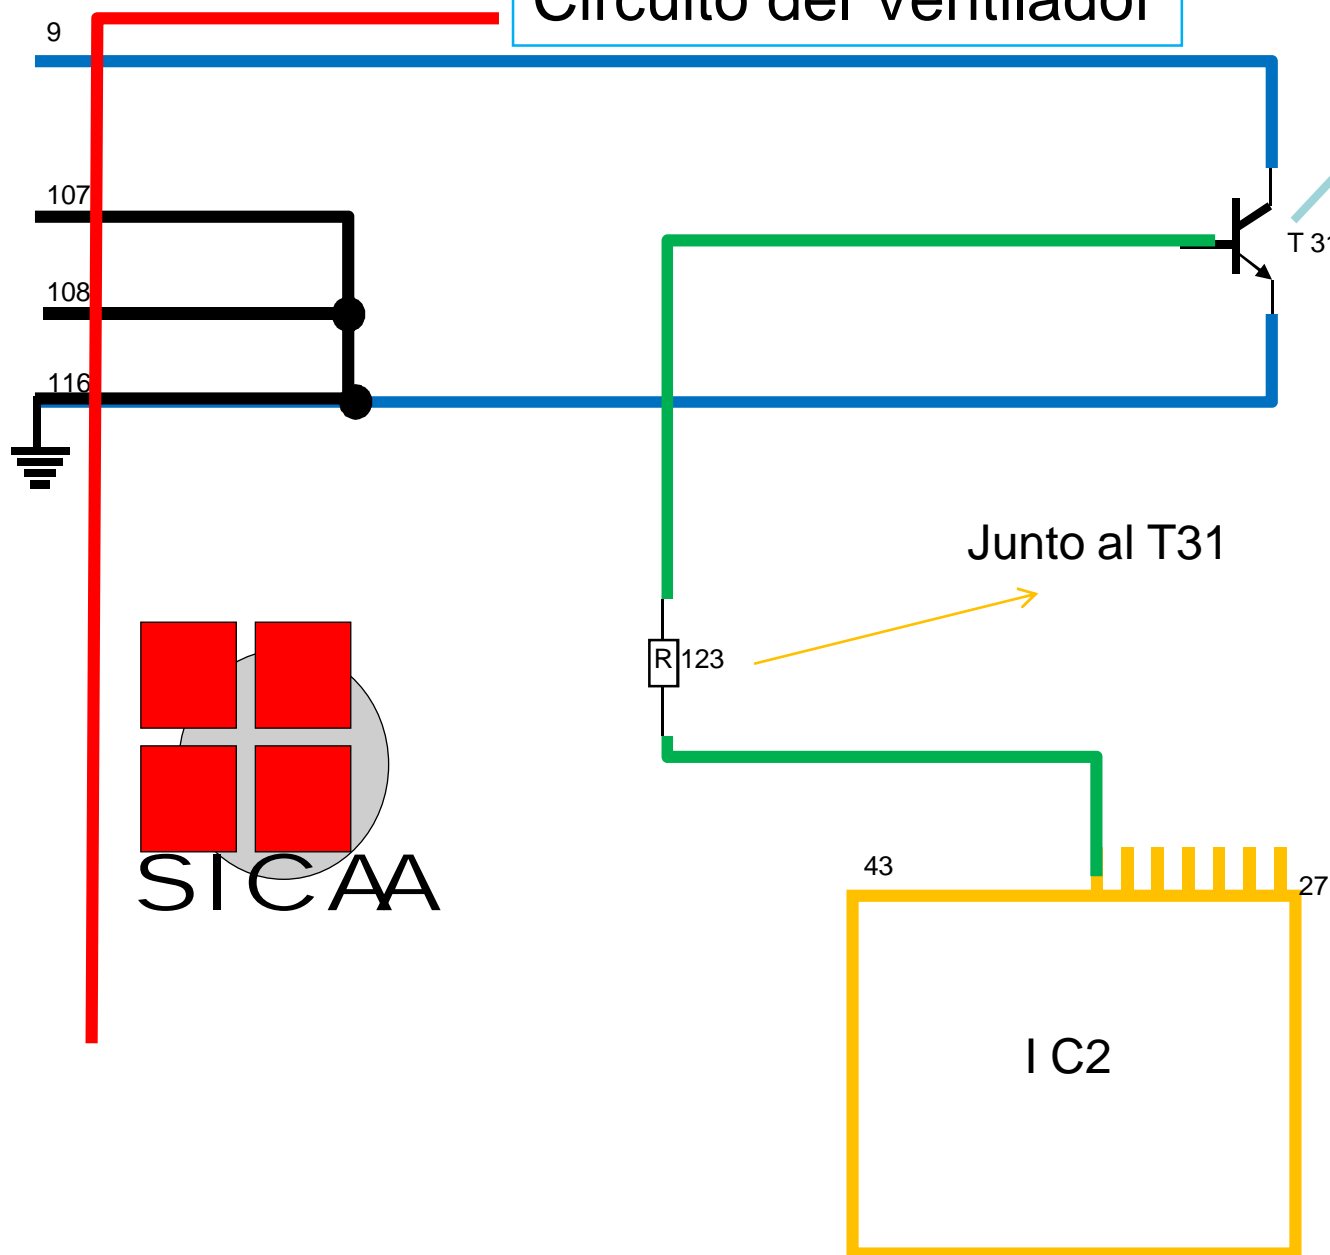 Circuito del ventilador
9
107
T 31
108
116
Junto al T31
R 123
SICAA
43
27
I C2